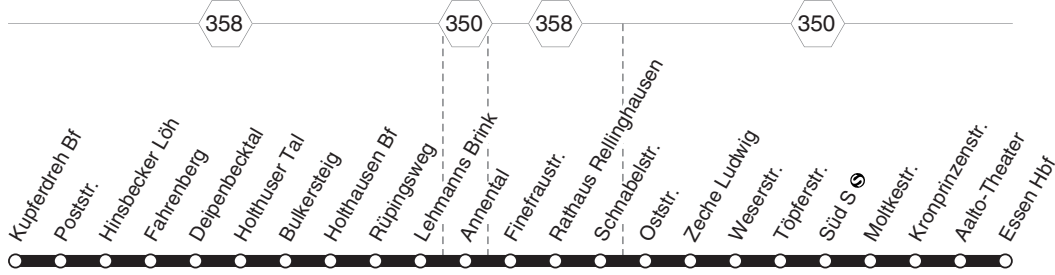 358
350
358
350
Kupferdreh Bf
Poststr.
Hinsbecker Löh
Fahrenberg
Deipenbecktal
Holthuser Tal
Bulkersteig
Holthausen Bf
Rüpingsweg
Lehmanns Brink
Annental
Finefraustr.
Rathaus Rellinghausen
Schnabelstr.
Oststr.
Zeche Ludwig
Weserstr.
Töpferstr.
Süd S S
Moltkestr.
Kronprinzenstr.
Aalto-Theater
Essen Hbf